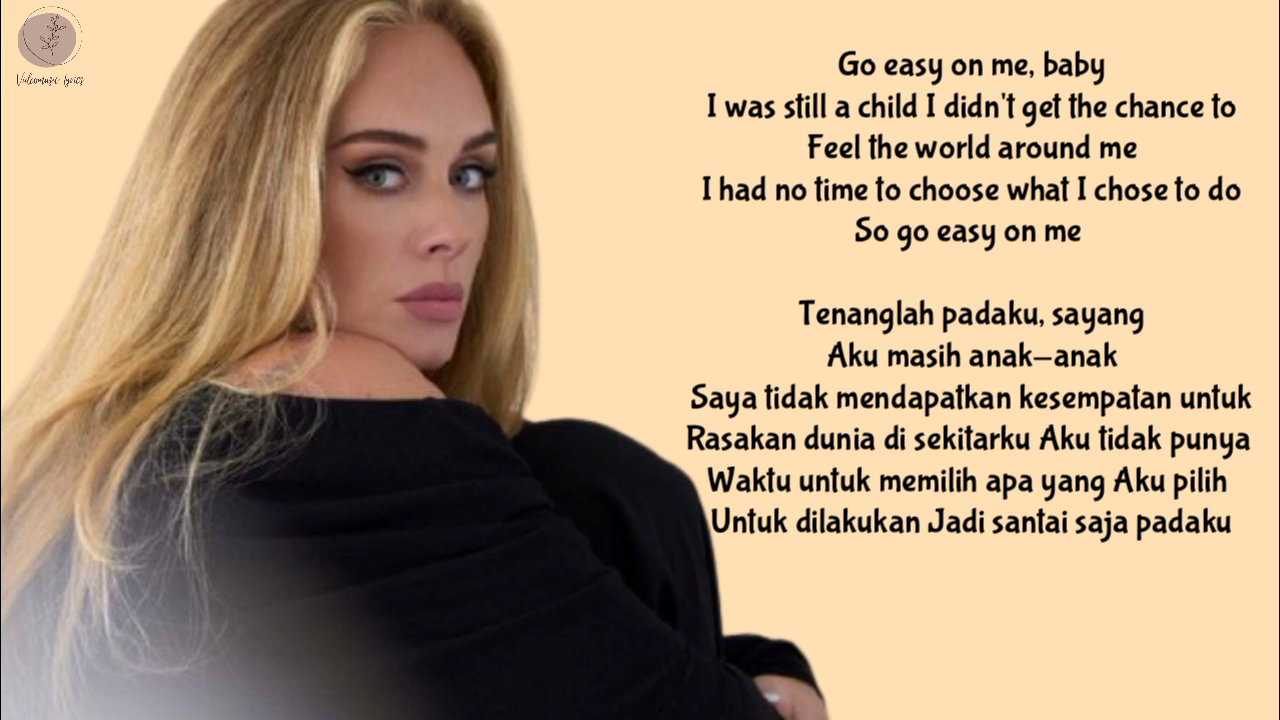 Videomusic lyrics
Go easy on me, baby
I was still a child I didn't get the chance to
Feel the world around me
I had no time to choose what I chose to do
So go easy on me
Tenanglah padaku, sayang
Aku masih anak–anak
Saya tidak mendapatkan kesempatan untuk
Rasakan dunia di sekitarku Aku tidak punya
Waktu untuk memilih apa yang Aku pilih
Untuk dilakukan Jadi santai saja padaku